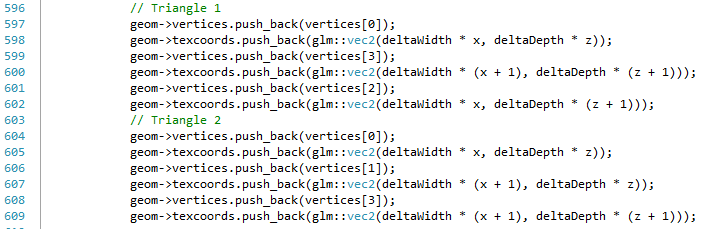 596 // Triangle 1
597 geom->vertices.push_back(vertices[0]);
598 geom->texcoords.push_back(glm::vec2(deltaWidth * x, deltaDepth * z));
599 geom->vertices.push_back(vertices[3]);
600 geom->texcoords.push_back(glm::vec2(deltaWidth * (x + 1), deltaDepth * (z + 1)));
601 geom->vertices.push_back(vertices[2]);
602 geom->texcoords.push_back(glm::vec2(deltaWidth * x, deltaDepth * (z + 1)));
603 // Triangle 2
604 geom->vertices.push_back(vertices[0]);
605 geom->texcoords.push_back(glm::vec2(deltaWidth * x, deltaDepth * z));
606 geom->vertices.push_back(vertices[1]);
607 geom->texcoords.push_back(glm::vec2(deltaWidth * (x + 1), deltaDepth * z));
608 geom->vertices.push_back(vertices[3]);
609 geom->texcoords.push_back(glm::vec2(deltaWidth * (x + 1), deltaDepth * (z + 1)));